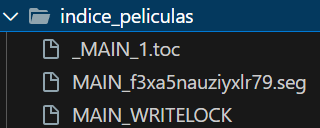 indice_peliculas
_MAIN_1.toc
MAIN_f3xa5nauziyxlr79.seg
MAIN_WRITELOCK